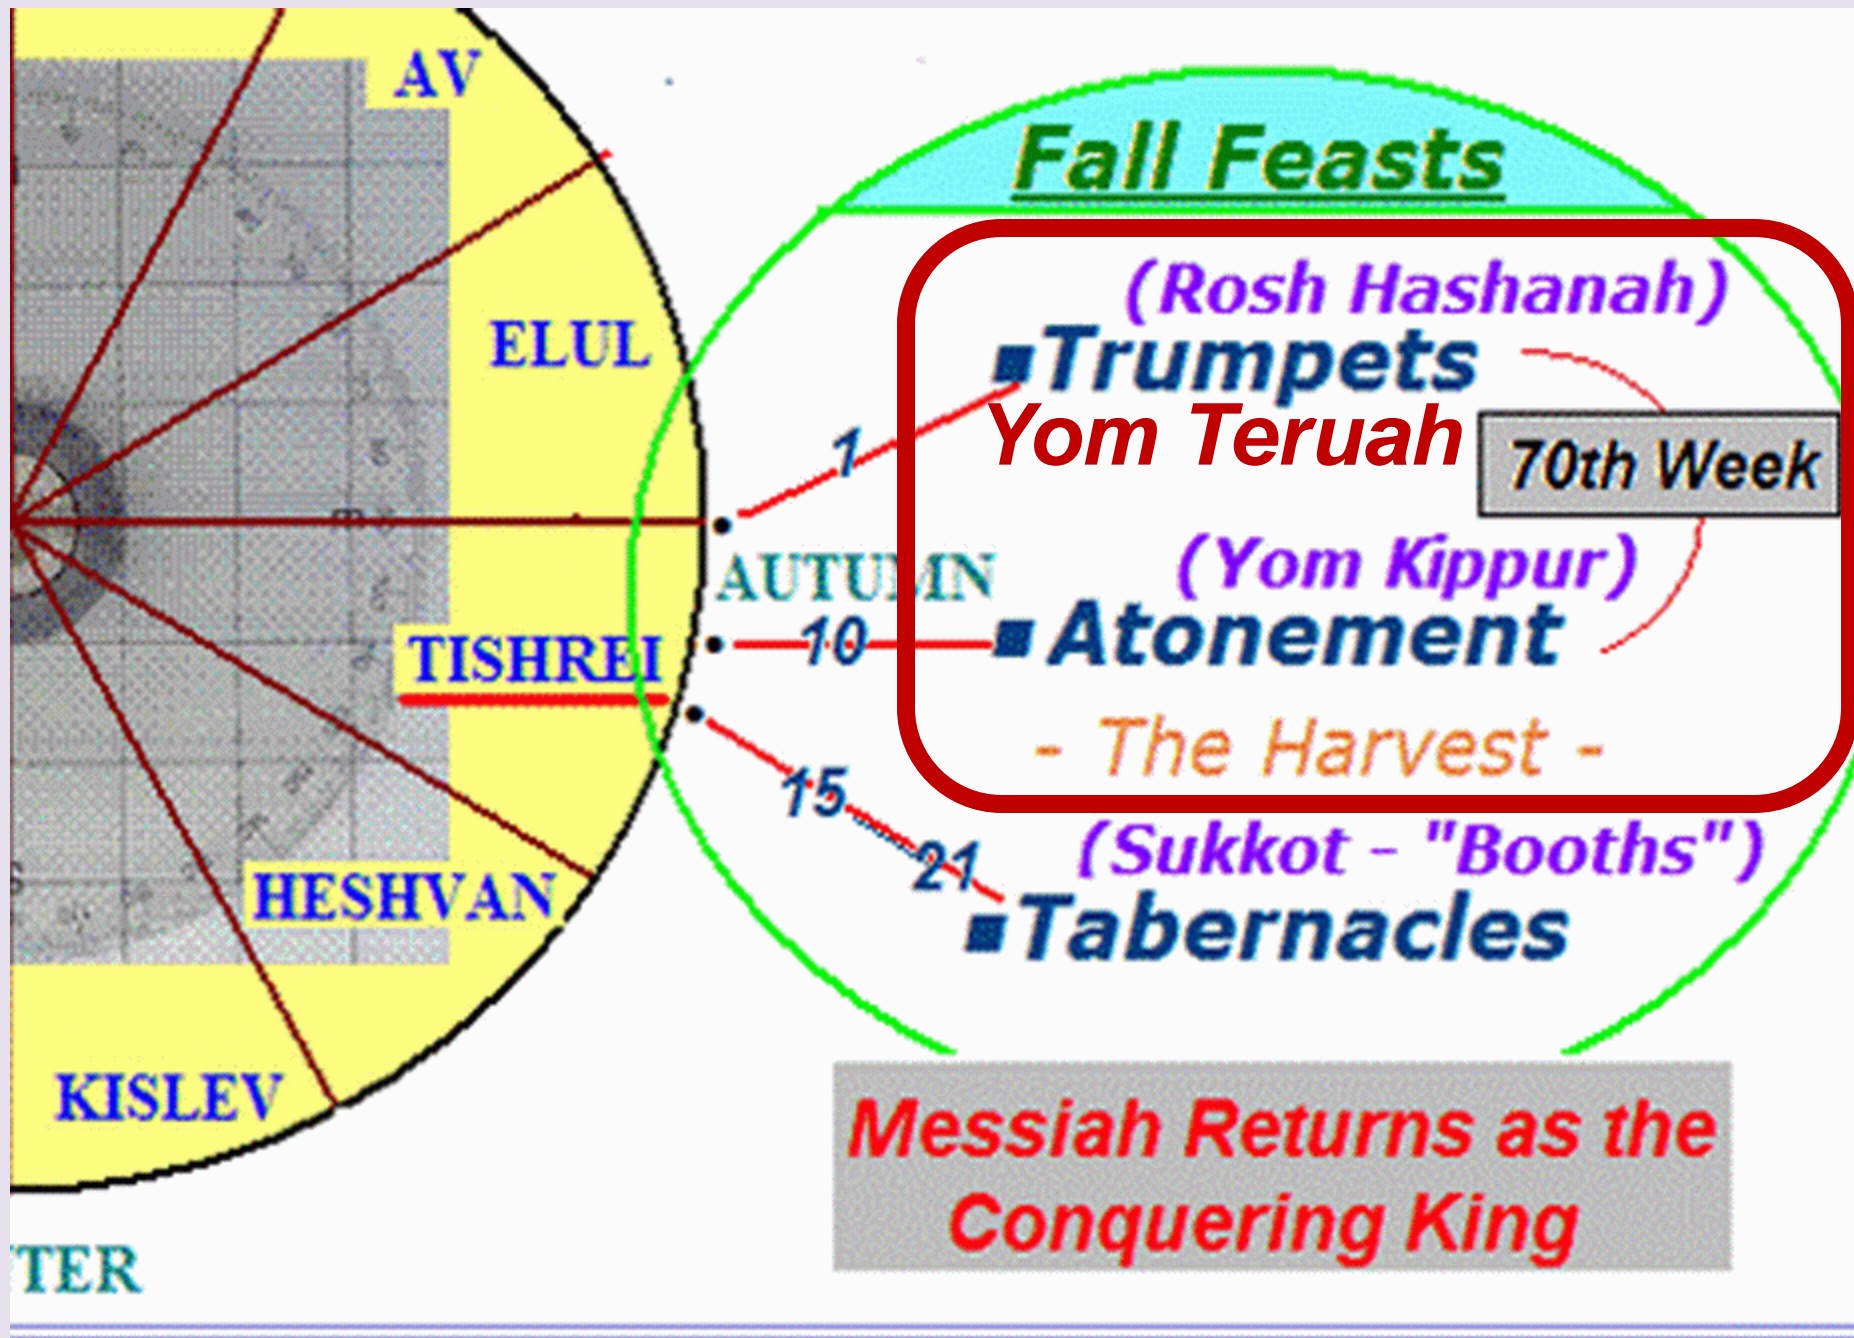 AV
ELUL
TISHREI
HESHVAN
KISLEV
TER
AUTUMN
Fall Feasts
(Rosh Hashanah)
1
▪Trumpets
Yom Teruah
70th Week
(Yom Kippur)
10
▪Atonement
- The Harvest -
15
21
(Sukkot - "Booths")
▪Tabernacles
Messiah Returns as the
Conquering King